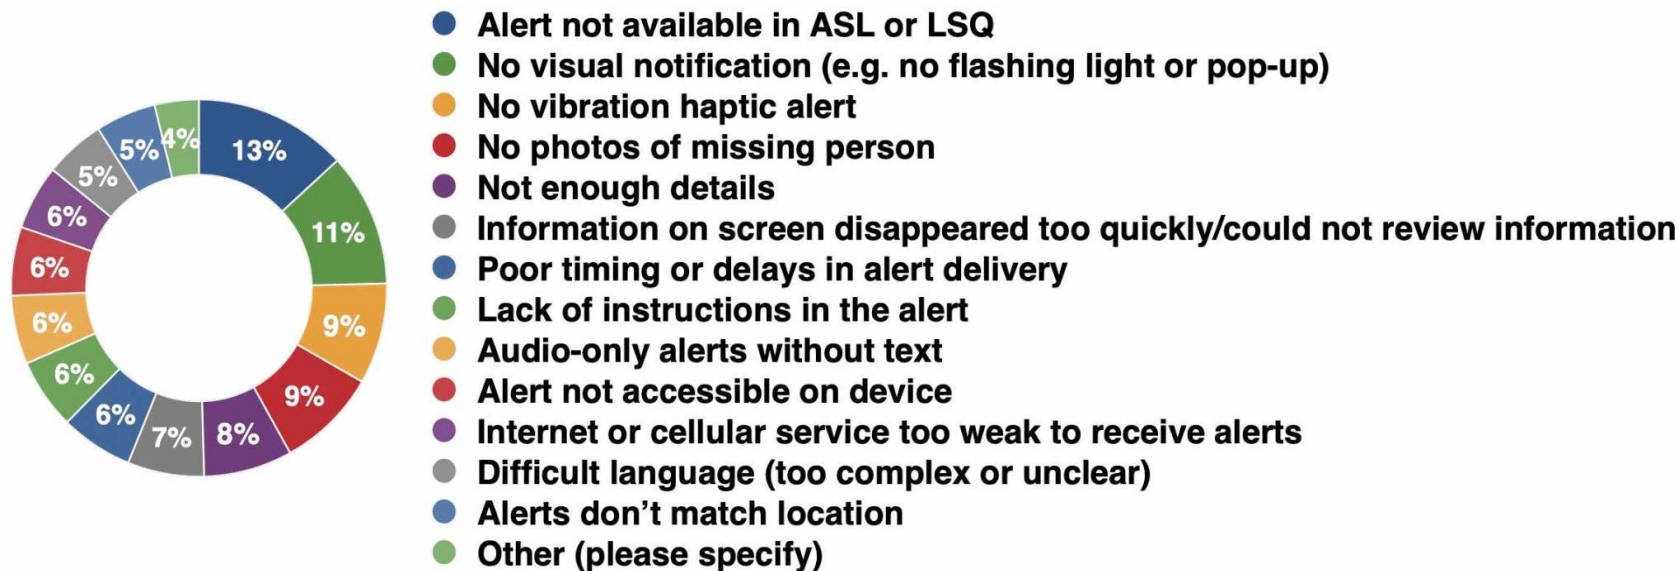 13%
11%
9%
9%
8%
7%
6%
6%
6%
6%
6%
5%
5%
4%
Alert not available in ASL or LSQ
No visual notification (e.g. no flashing light or pop-up)
No vibration haptic alert
No photos of missing person
Not enough details
Information on screen disappeared too quickly/could not review information
Poor timing or delays in alert delivery
Lack of instructions in the alert
Audio-only alerts without text
Alert not accessible on device
Internet or cellular service too weak to receive alerts
Difficult language (too complex or unclear)
Alerts don’t match location
Other (please specify)